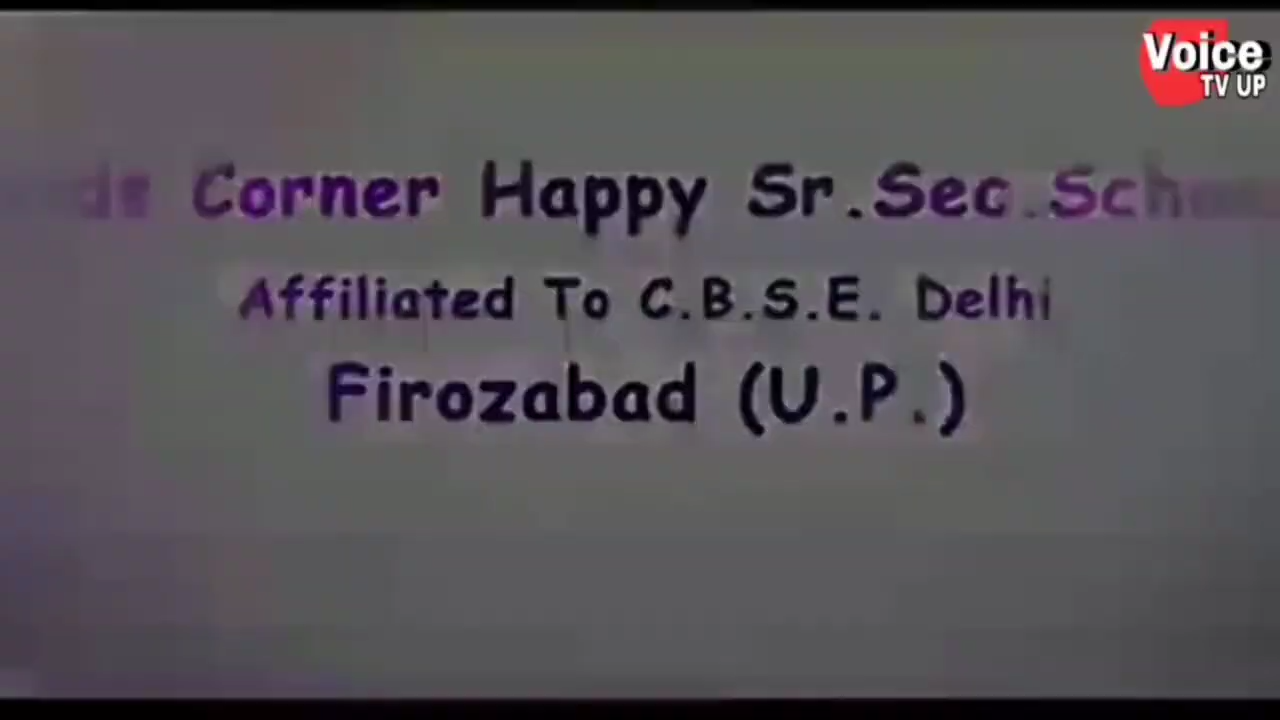 Voice
TV UP
Corner Happy Sr.Sec.
Affiliated To C.B.S.E. Delhi
Firozabad (U.P.)